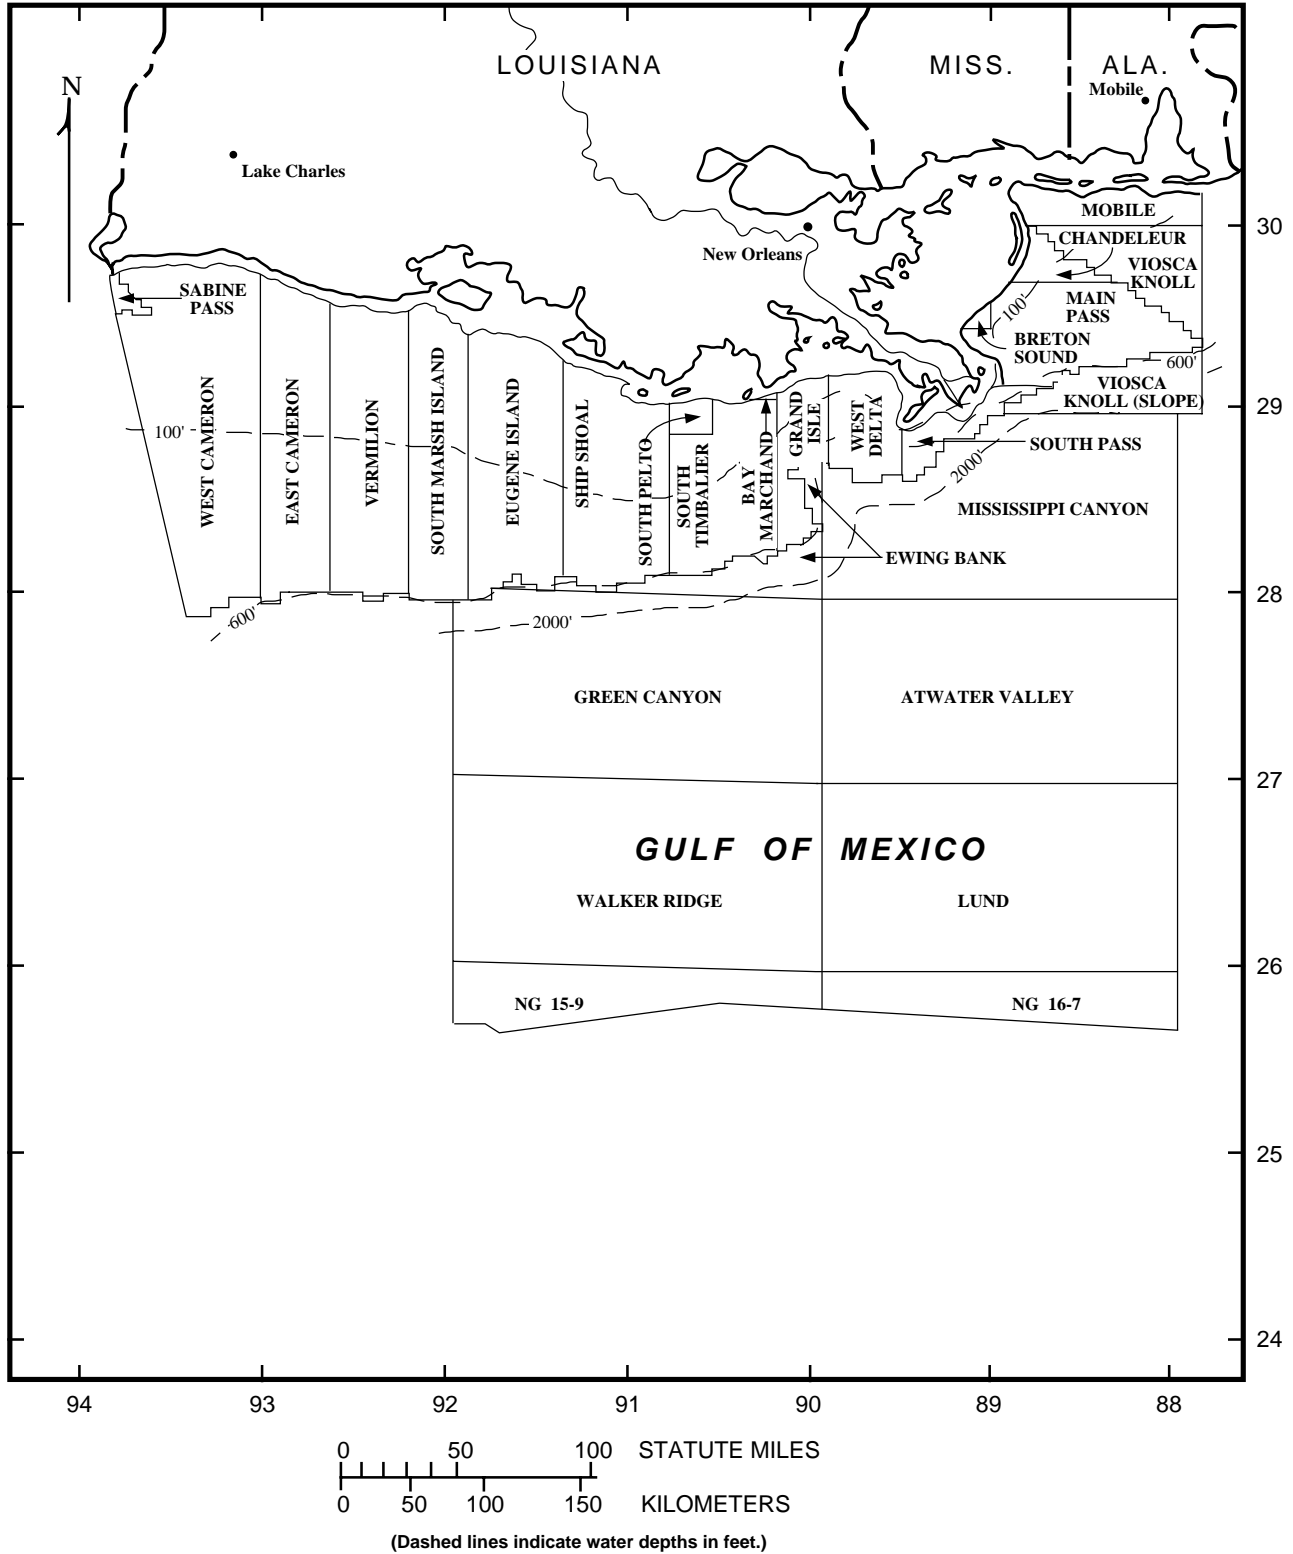 LOUISIANA
MISS.
ALA.
N
Mobile
Lake Charles
MOBILE
30
New Orleans
CHANDELEUR
VIOSCA
KNOLL
SABINE
PASS
MAIN
PASS
100'
BRETON
SOUND
600'
VIOSCA
KNOLL (SLOPE)
29
100'
WEST CAMERON
EAST CAMERON
VERMILION
SOUTH MARSH ISLAND
EUGENE ISLAND
SHIP SHOAL
SOUTH PELTO
SOUTH
TIMBALIER
BAY
MARCHAND
GRAND
ISLE
WEST
DELTA
SOUTH PASS
2000'
MISSISSIPPI CANYON
EWING BANK
28
600'
2000'
GREEN CANYON
ATWATER VALLEY
27
GULF OF MEXICO
WALKER RIDGE
LUND
26
NG 15-9
NG 16-7
25
24
94 93 92 91 90 89 88
0 50 100 STATUTE MILES
0 50 100 150 KILOMETERS
(Dashed lines indicate water depths in feet.)